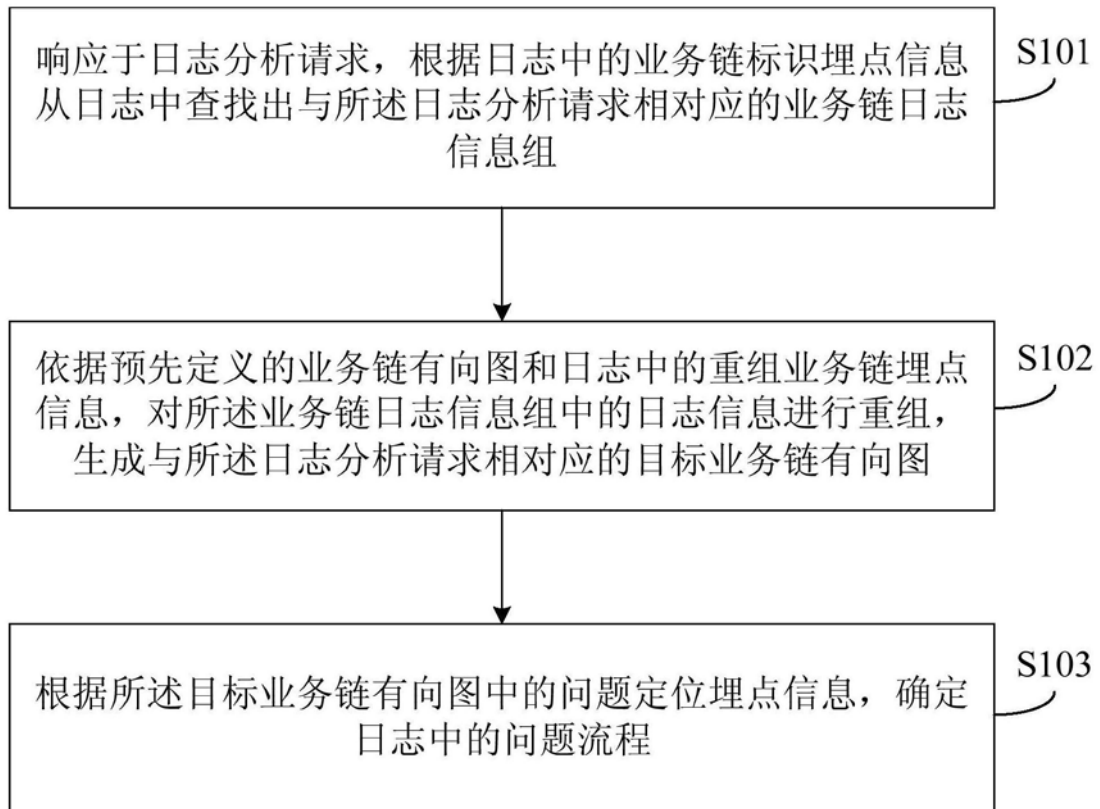 响应于日志分析请求，根据日志中的业务链标识埋点信息
S101
从日志中查找出与所述日志分析请求相对应的业务链日志
信息组
依据预先定义的业务链有向图和日志中的重组业务链埋点
S102
信息，对所述业务链日志信息组中的日志信息进行重组，
生成与所述日志分析请求相对应的目标业务链有向图
S103
根据所述目标业务链有向图中的问题定位埋点信息，确定
日志中的问题流程